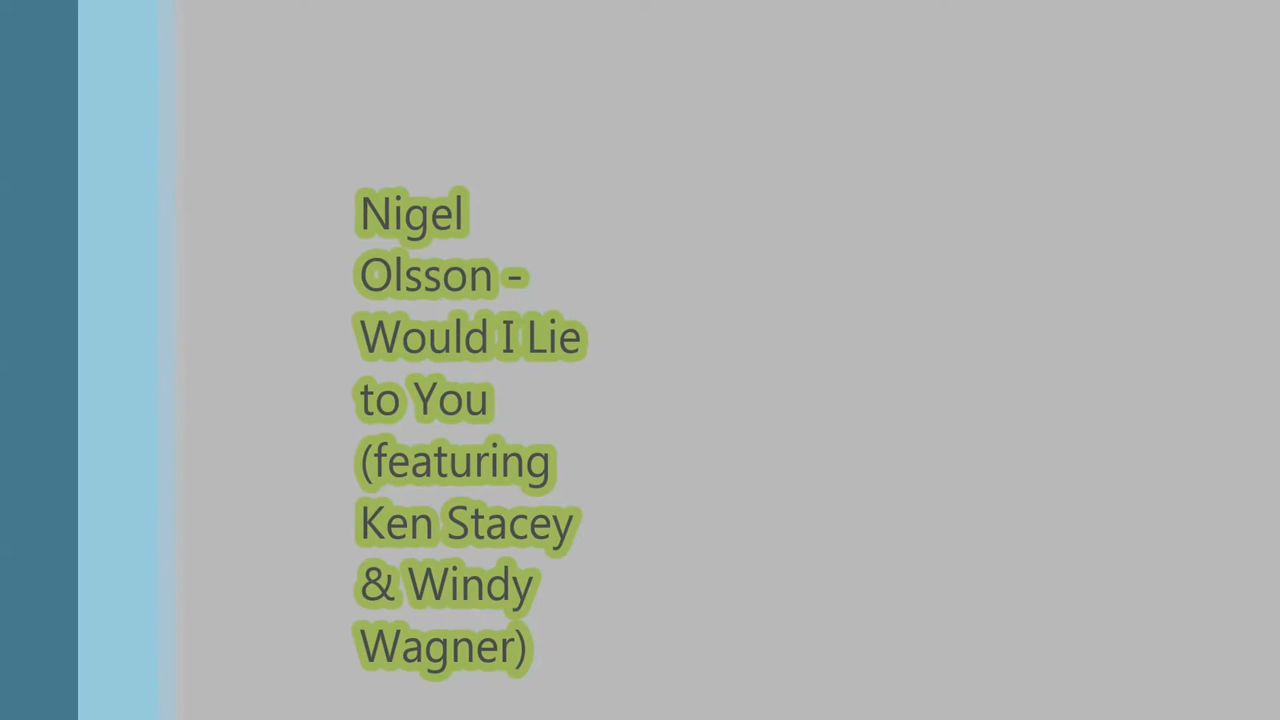 Nigel
Olsson -
Would I Lie
to You
(featuring
Ken Stacey
& Windy
Wagner)